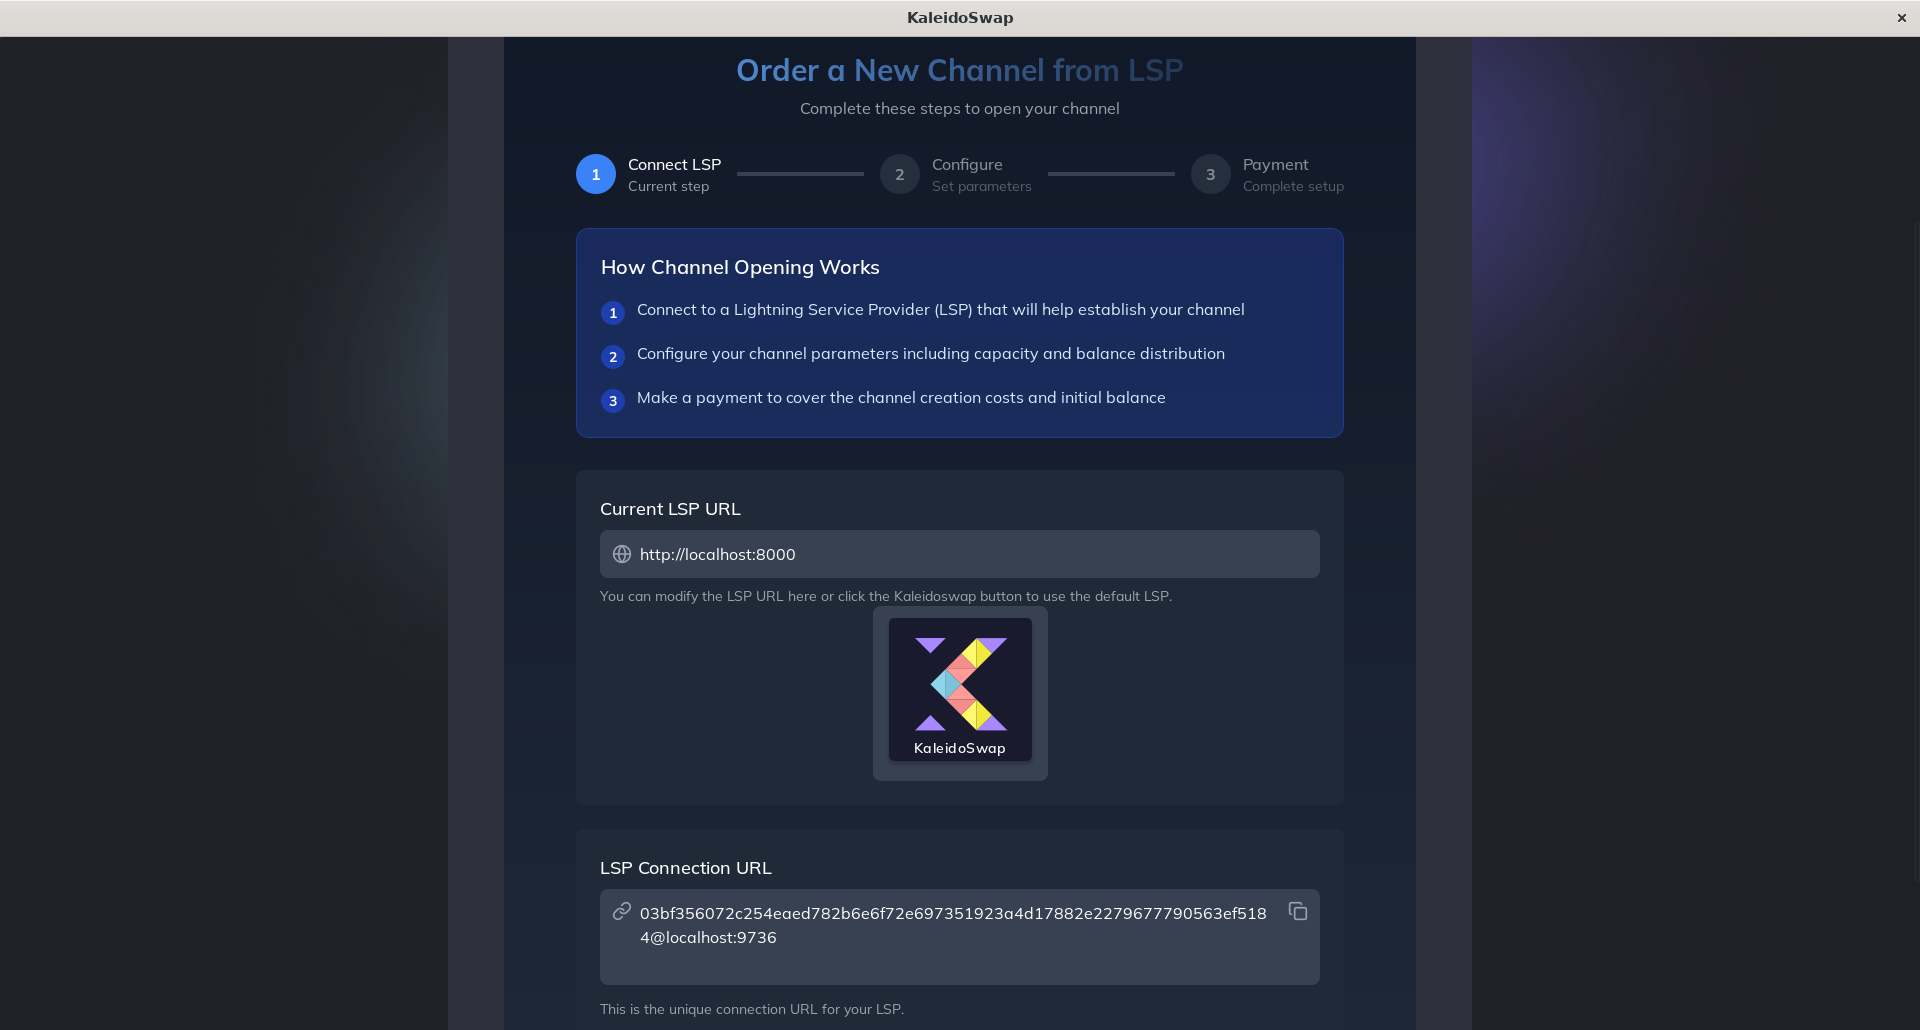 KaleidoSwap
×
Order a New Channel from LSP
Complete these steps to open your channel
1
Connect LSP
Current step
2
Configure
Set parameters
3
Payment
Complete setup
How Channel Opening Works
1 Connect to a Lightning Service Provider (LSP) that will help establish your channel
2 Configure your channel parameters including capacity and balance distribution
3 Make a payment to cover the channel creation costs and initial balance
Current LSP URL
http://localhost:8000
You can modify the LSP URL here or click the Kaleidoswap button to use the default LSP.
KaleidoSwap
LSP Connection URL
03bf356072c254eaed782b6e6f72e697351923a4d17882e2279677790563ef518
4@localhost:9736
This is the unique connection URL for your LSP.